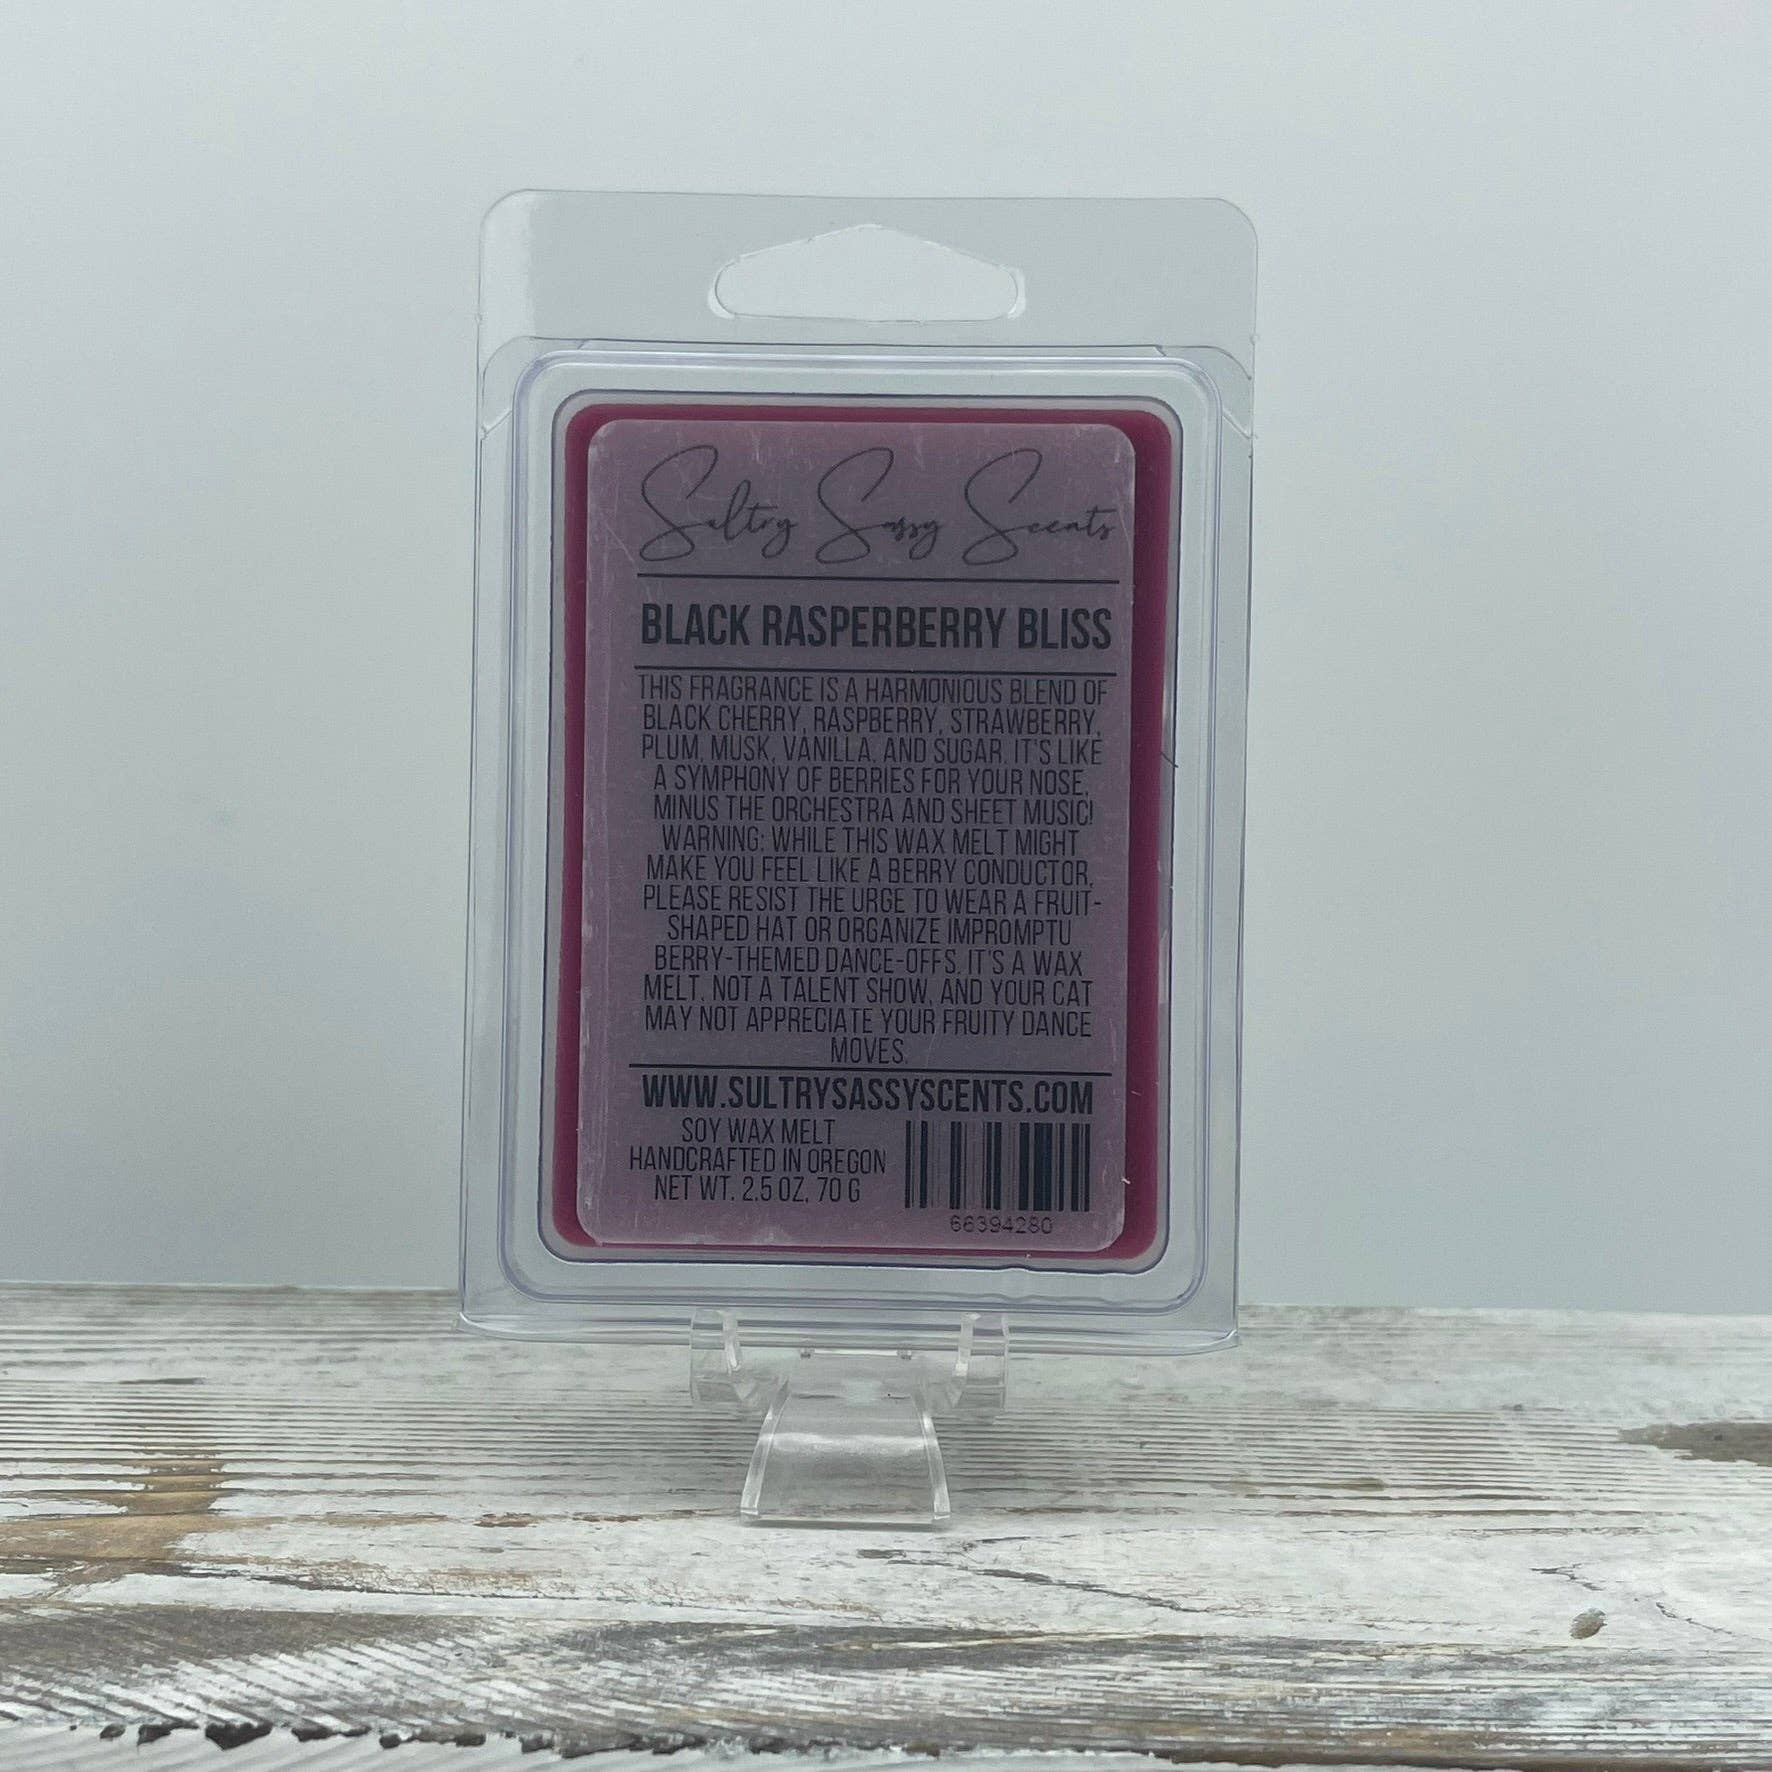 Sultry Sassy Scents
BLACK RASPERBERRY BLISS
THIS FRAGRANCE IS A HARMONIOUS BLEND OF
BLACK CHERRY, RASPBERRY, STRAWBERRY,
PLUM, MUSK, VANILLA, AND SUGAR. IT'S LIKE
A SYMPHONY OF BERRIES FOR YOUR NOSE,
MINUS THE ORCHESTRA AND SHEET MUSIC!
WARNING: WHILE THIS WAX MELT MIGHT
MAKE YOU FEEL LIKE A BERRY CONDUCTOR,
PLEASE RESIST THE URGE TO WEAR A FRUIT-
SHAPED HAT OR ORGANIZE IMPROMPTU
BERRY-THEMED DANCE-OFFS. IT'S A WAX
MELT, NOT A TALENT SHOW, AND YOUR CAT
MAY NOT APPRECIATE YOUR FRUITY DANCE
MOVES.
WWW.SULTRYSASSYSCENTS.COM
SOY WAX MELT
HANDCRAFTED IN OREGON
NET WT. 2.5 OZ, 70 G
66394280